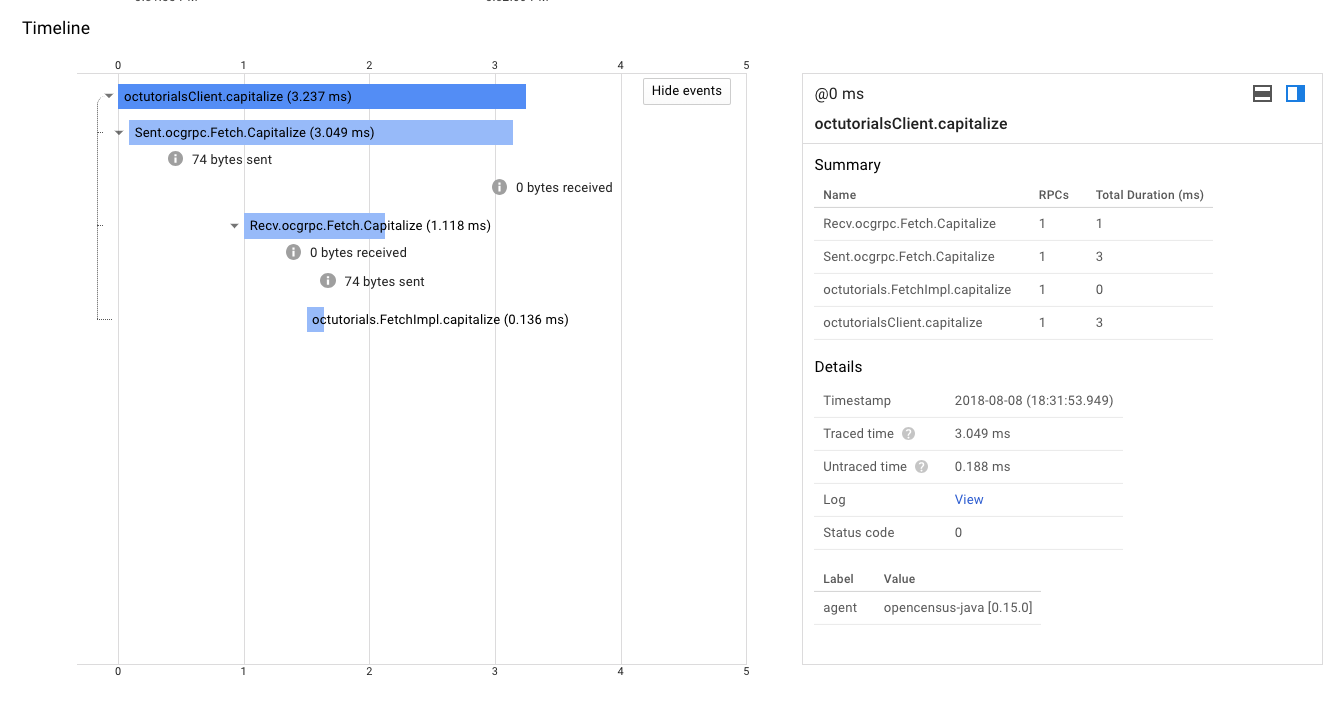 Timeline
0 1 2 3 4 5
octutorialsClient.capitalize (3.237 ms)
Hide events
Sent.ocgrpc.Fetch.Capitalize (3.049 ms)
74 bytes sent
0 bytes received
Recv.ocgrpc.Fetch.Capitalize (1.118 ms)
0 bytes received
74 bytes sent
octutorials.FetchImpl.capitalize (0.136 ms)
0 1 2 3 4 5
@0 ms
octutorialsClient.capitalize
Summary
Name RPCs Total Duration (ms)
Recv.ocgrpc.Fetch.Capitalize 1 1
Sent.ocgrpc.Fetch.Capitalize 1 3
octutorials.FetchImpl.capitalize 1 0
octutorialsClient.capitalize 1 3
Details
Timestamp 2018-08-08 (18:31:53.949)
Traced time ? 3.049 ms
Untraced time ? 0.188 ms
Log View
Status code 0
Label Value
agent opencensus-java [0.15.0]